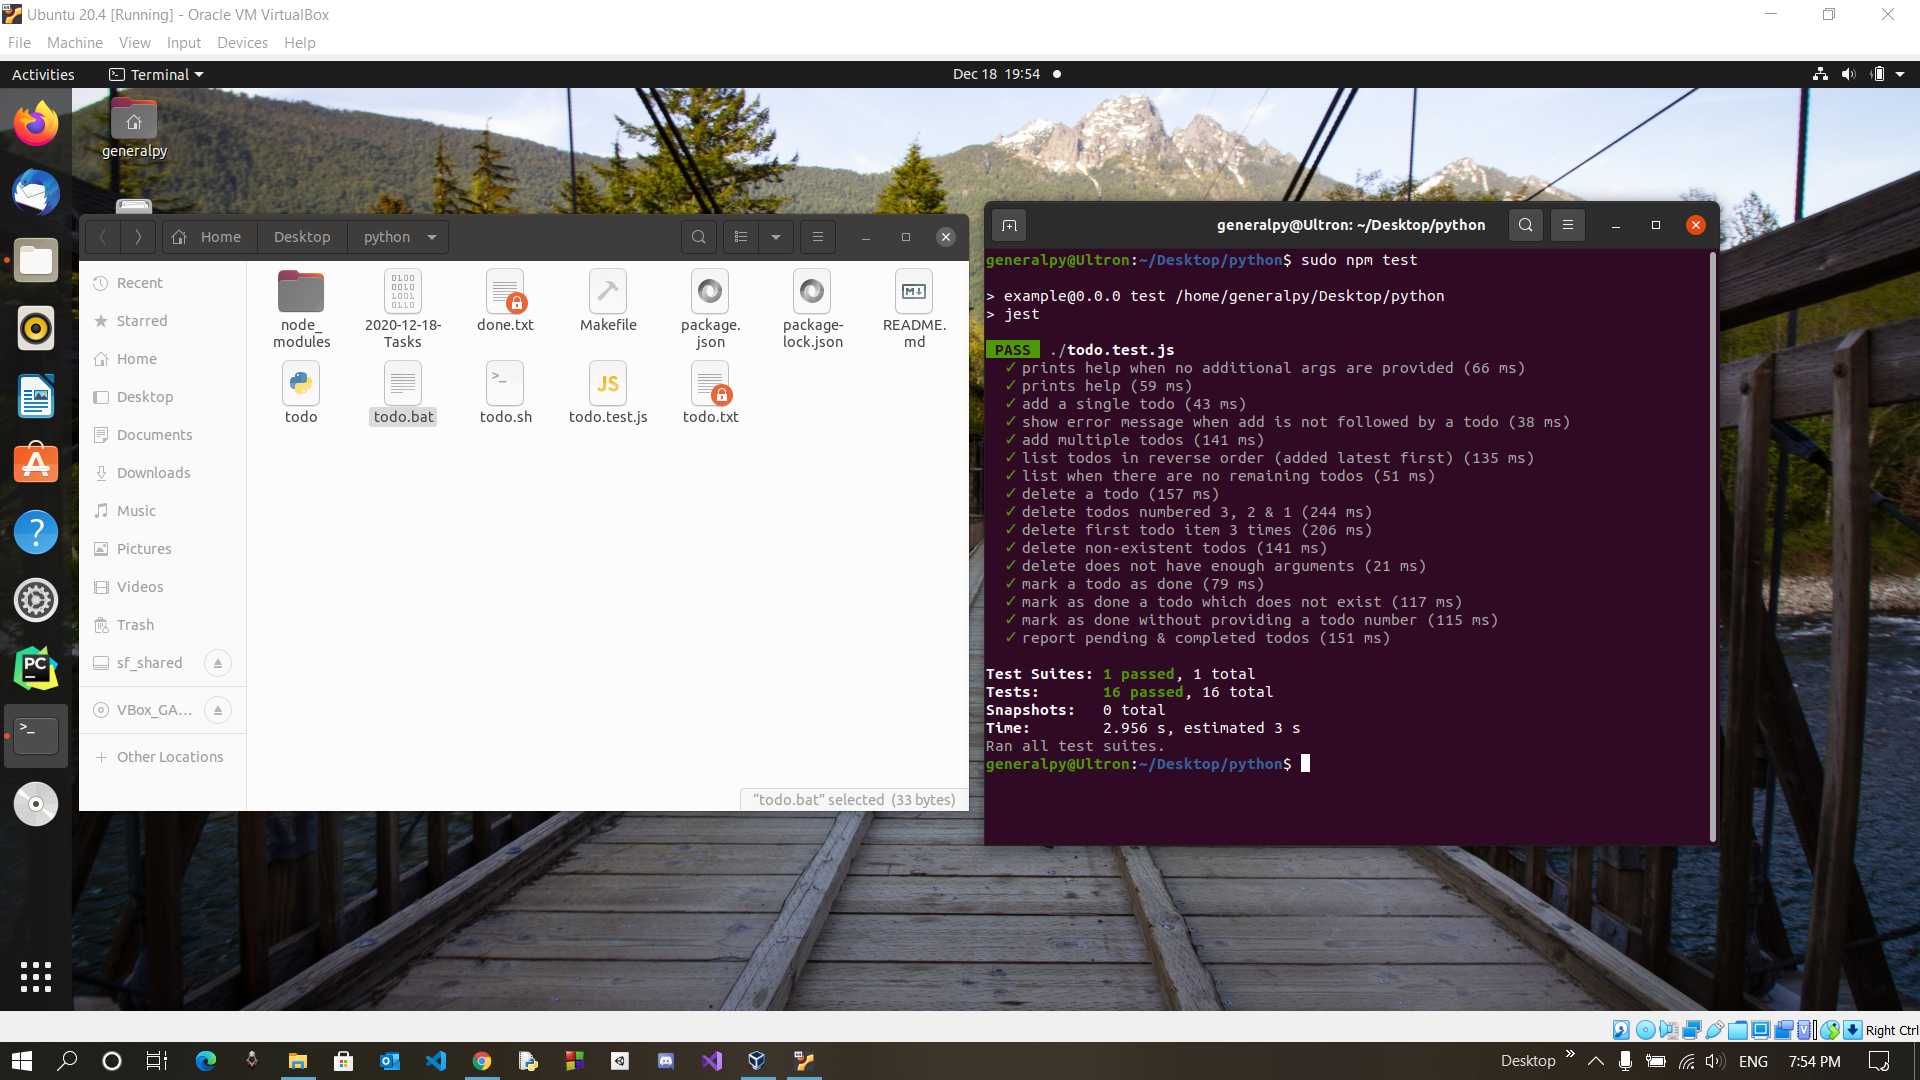 Ubuntu 20.4 [Running] - Oracle VM VirtualBox
File Machine View Input Devices Help
Activities Terminal Dec 18 19:54
generalpy
Home Desktop python
Recent
Starred
Home
Desktop
Documents
Downloads
Music
Pictures
Videos
Trash
sf_shared
VBox_GA...
+ Other Locations
node_
modules
2020-12-18-
Tasks
done.txt
Makefile
package.
json
package-
lock.json
README.
md
todo
todo.bat
todo.sh
JS
todo.test.js
todo.txt
"todo.bat" selected (33 bytes)
generalpy@Ultron: ~/Desktop/python
generalpy@Ultron:~/Desktop/python$ sudo npm test
> example@0.0.0 test /home/generalpy/Desktop/python
> jest
PASS ./todo.test.js
✓ prints help when no additional args are provided (66 ms)
✓ prints help (59 ms)
✓ add a single todo (43 ms)
✓ show error message when add is not followed by a todo (38 ms)
✓ add multiple todos (141 ms)
✓ list todos in reverse order (added latest first) (135 ms)
✓ list when there are no remaining todos (51 ms)
✓ delete a todo (157 ms)
✓ delete todos numbered 3, 2 & 1 (244 ms)
✓ delete first todo item 3 times (206 ms)
✓ delete non-existent todos (141 ms)
✓ delete does not have enough arguments (21 ms)
✓ mark a todo as done (79 ms)
✓ mark as done a todo which does not exist (117 ms)
✓ mark as done without providing a todo number (115 ms)
✓ report pending & completed todos (151 ms)
Test Suites: 1 passed, 1 total
Tests: 16 passed, 16 total
Snapshots: 0 total
Time: 2.956 s, estimated 3 s
Ran all test suites.
generalpy@Ultron:~/Desktop/python$
PC
Right Ctrl
Desktop » ENG 7:54 PM